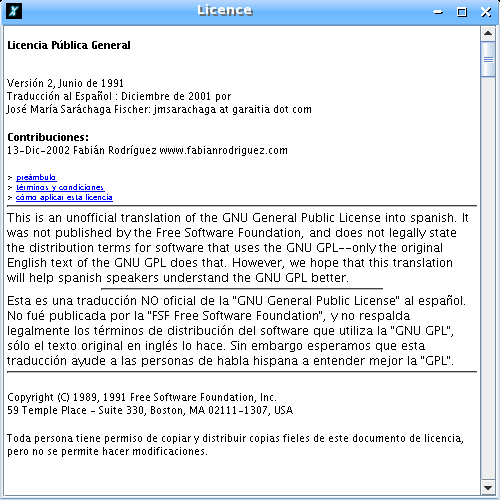 Licence
Licencia Pública General
Versión 2, Junio de 1991
Traducción al Español : Diciembre de 2001 por
José María Saráchaga Fischer: jmsarachaga at garaitia dot com
Contribuciones:
13-Dic-2002 Fabián Rodríguez www.fabianrodriguez.com
> preámbulo
> términos y condiciones
> cómo aplicar esta licencia
This is an unofficial translation of the GNU General Public License into spanish. It
was not published by the Free Software Foundation, and does not legally state
the distribution terms for software that uses the GNU GPL--only the original
English text of the GNU GPL does that. However, we hope that this translation
will help spanish speakers understand the GNU GPL better.
Esta es una traducción NO oficial de la "GNU General Public License" al español.
No fué publicada por la "FSF Free Software Foundation", y no respalda
legalmente los términos de distribución del software que utiliza la "GNU GPL",
sólo el texto original en inglés lo hace. Sin embargo esperamos que esta
traducción ayude a las personas de habla hispana a entender mejor la "GPL".
Copyright (C) 1989, 1991 Free Software Foundation, Inc.
59 Temple Place - Suite 330, Boston, MA 02111-1307, USA
Toda persona tiene permiso de copiar y distribuir copias fieles de este documento de licencia,
pero no se permite hacer modificaciones.